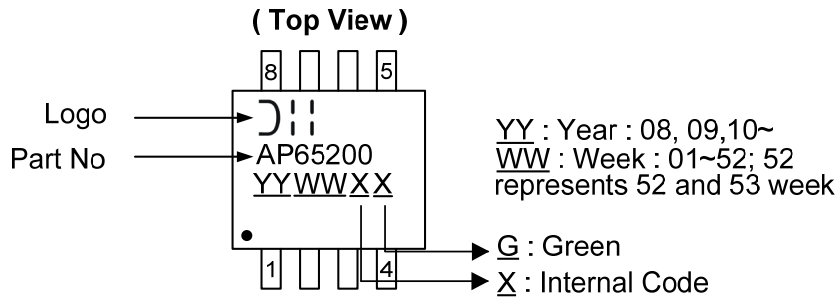 ( Top View )
8 5
Logo
Part No
AP65200
YYWWXX
1 4
YY : Year : 08, 09,10~
WW : Week : 01~52; 52
represents 52 and 53 week
G : Green
X : Internal Code